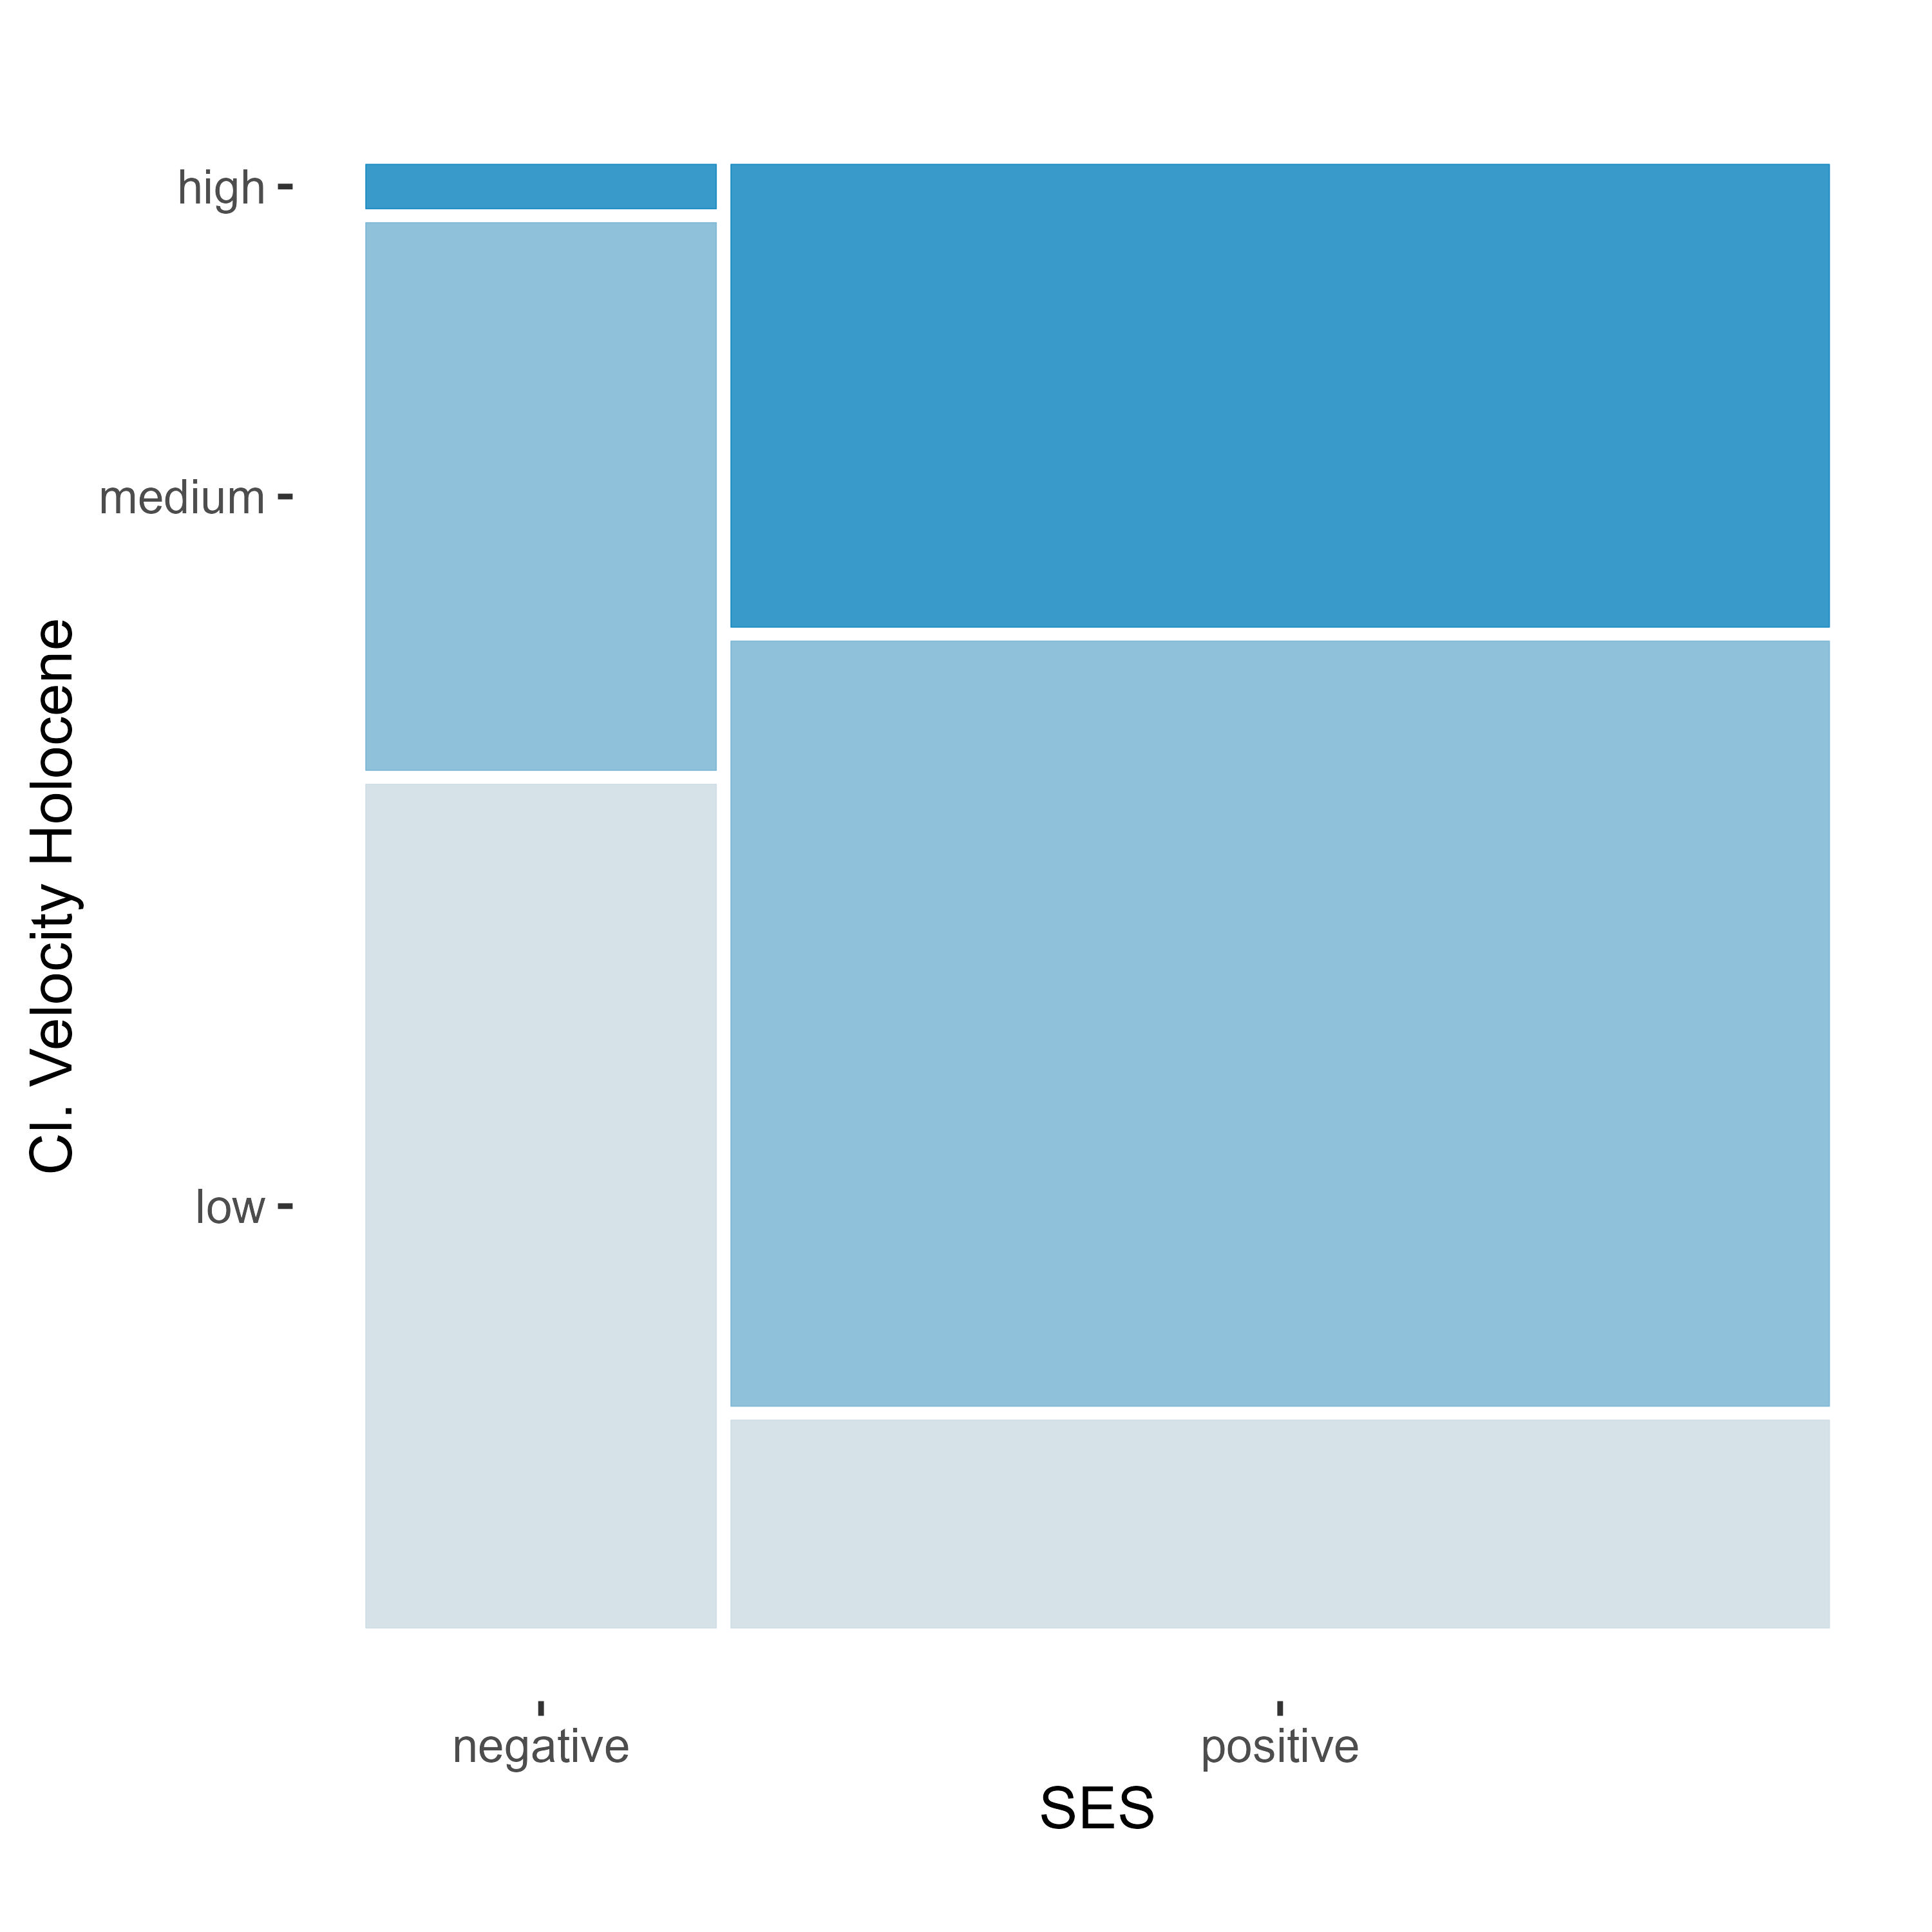 high
medium
low
Cl. Velocity Holocene
negative
positive
SES